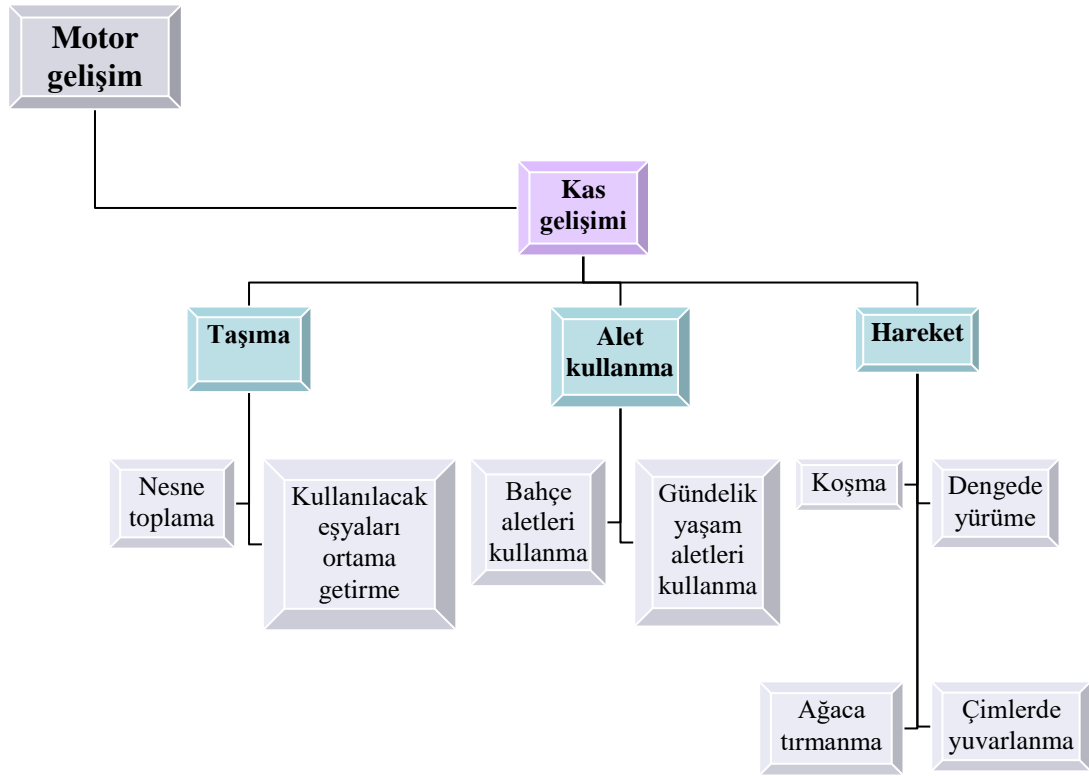 Motor
gelişim
Kas
gelişimi
Taşıma
Alet
kullanma
Hareket
Nesne
toplama
Kullanılacak
eşyaları
ortama
getirme
Bahçe
aletleri
kullanma
Gündelik
yaşam
aletleri
kullanma
Koşma
Dengede
yürüme
Ağaca
tırmanma
Çimlerde
yuvarlanma